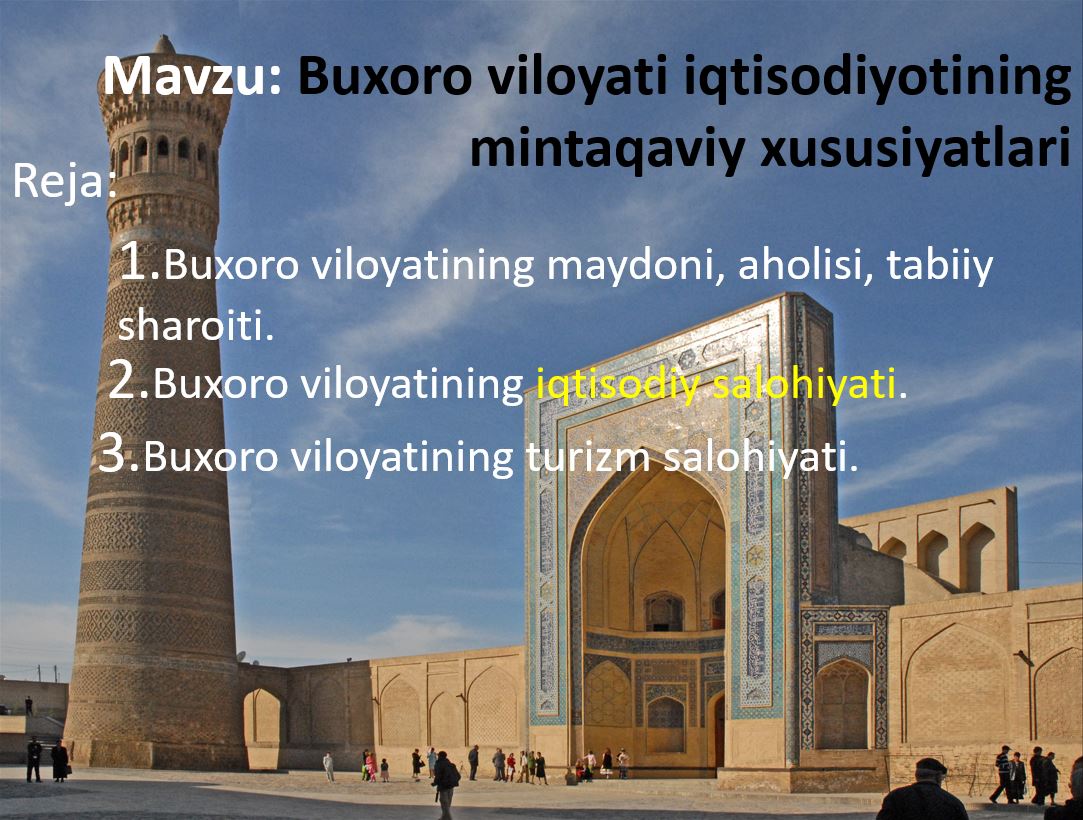 Mavzu: Buxoro viloyati iqtisodiyotining
mintaqaviy xususiyatlari
Reja:
1.Buxoro viloyatining maydoni, aholisi, tabiiy
sharoiti.
2.Buxoro viloyatining iqtisodiy salohiyati.
3.Buxoro viloyatining turizm salohiyati.